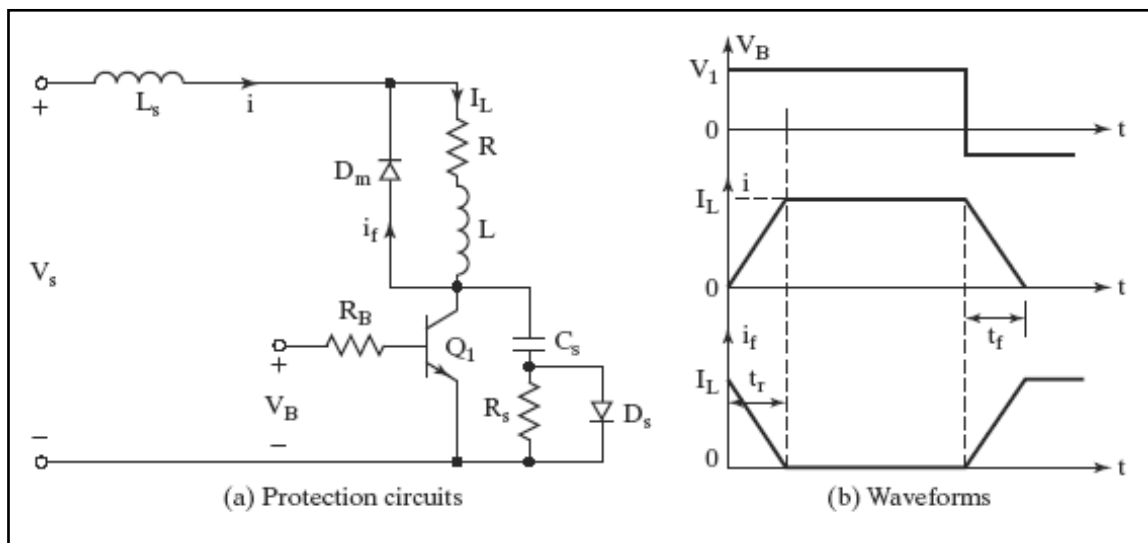 +
L_s
i
I_L
R
D_m
L
i_f
V_s
R_B
Q_1
C_s
+
V_B
R_s
D_s
−
−
(a) Protection circuits
V_B
V_1
0
t
i
I_L
0
t
t_f
i_f
I_L
t_r
0
t
(b) Waveforms